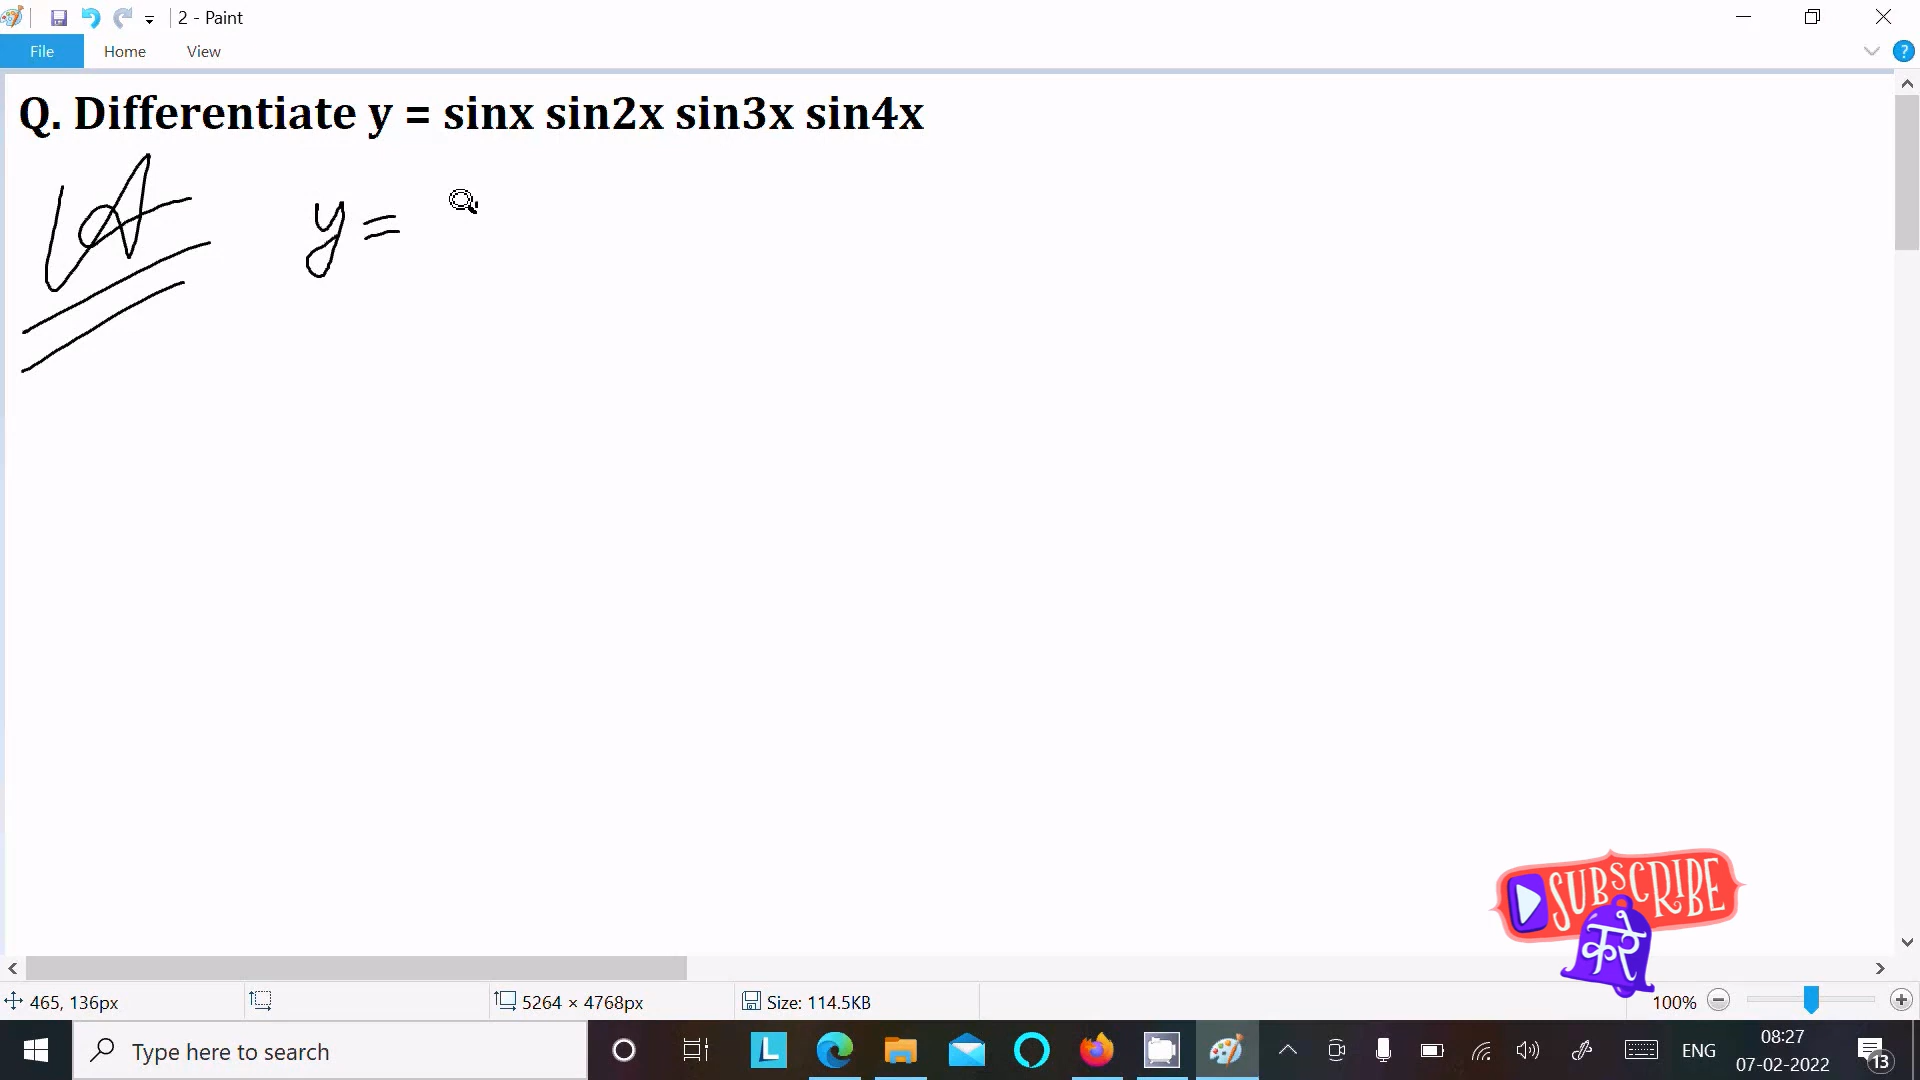 2 - Paint
File Home View
Q. Differentiate y = sinx sin2x sin3x sin4x
y =
SUBSCRIBE
करे
465, 136px 5264 × 4768px Size: 114.5KB 100%
Type here to search L ENG 08:27
07-02-2022 13